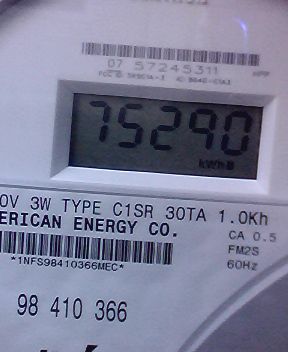 07 57245311
75290
kWh
0V 3W TYPE C1SR 30TA 1.0Kh
ERICAN ENERGY CO.
CA 0.5
FM2S
60Hz
*1NFS98410366MEC*
98 410 366